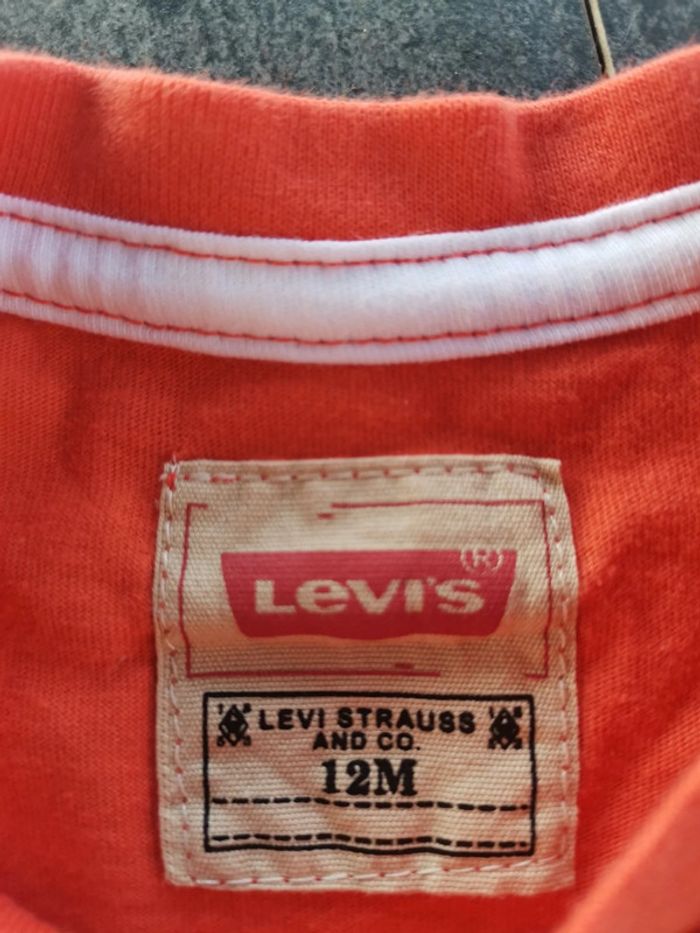 LEVI'S (R)
LEVI STRAUSS
AND CO.
12M